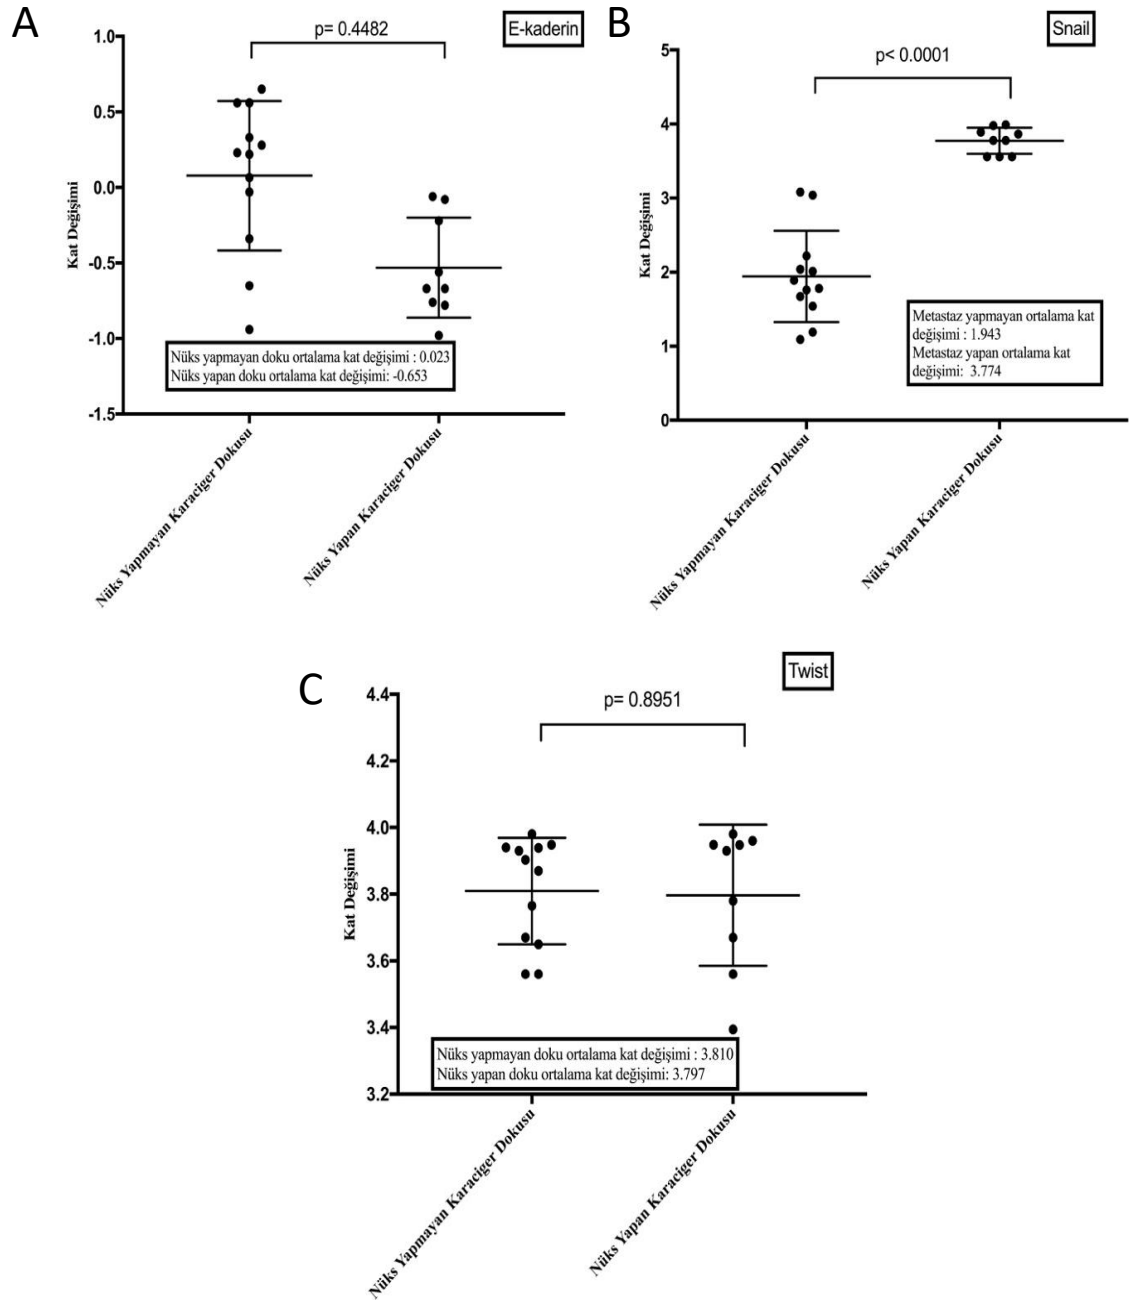 A
E-kaderin
p= 0.4482
1.0
0.5
0.0
-0.5
-1.0
-1.5
Kat Değişimi
Nüks yapmayan doku ortalama kat değişimi : 0.023
Nüks yapan doku ortalama kat değişimi: -0.653
Nüks Yapmayan Karaciger Dokusu
Nüks Yapan Karaciger Dokusu
B
Snail
p< 0.0001
5
4
3
2
1
0
Kat Değişimi
Metastaz yapmayan ortalama kat
değişimi : 1.943
Metastaz yapan ortalama kat
değişimi: 3.774
Nüks Yapmayan Karaciger Dokusu
Nüks Yapan Karaciger Dokusu
C
Twist
p= 0.8951
4.4
4.2
4.0
3.8
3.6
3.4
3.2
Kat Değişimi
Nüks yapmayan doku ortalama kat değişimi : 3.810
Nüks yapan doku ortalama kat değişimi: 3.797
Nüks Yapmayan Karaciger Dokusu
Nüks Yapan Karaciger Dokusu